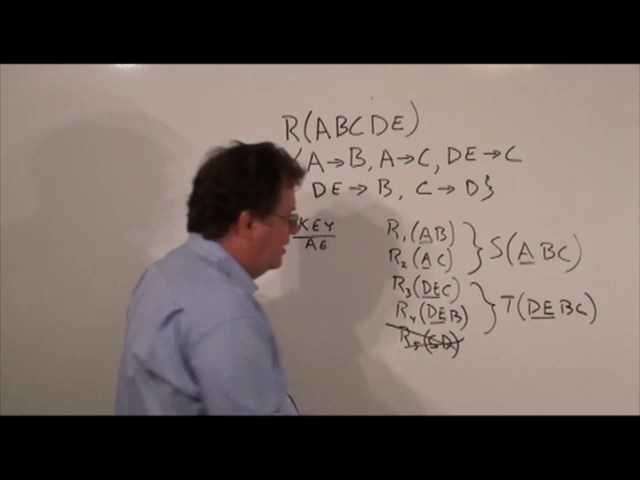 R(ABCDE)
{A→B, A→C, DE→C
DE→B, C→D}
KEY
AE
R₁(AB)
R₂(AC)
} S(ABC)
R₃(DEC)
R₄(DEB)
} T(DEBC)
R₅(CD)